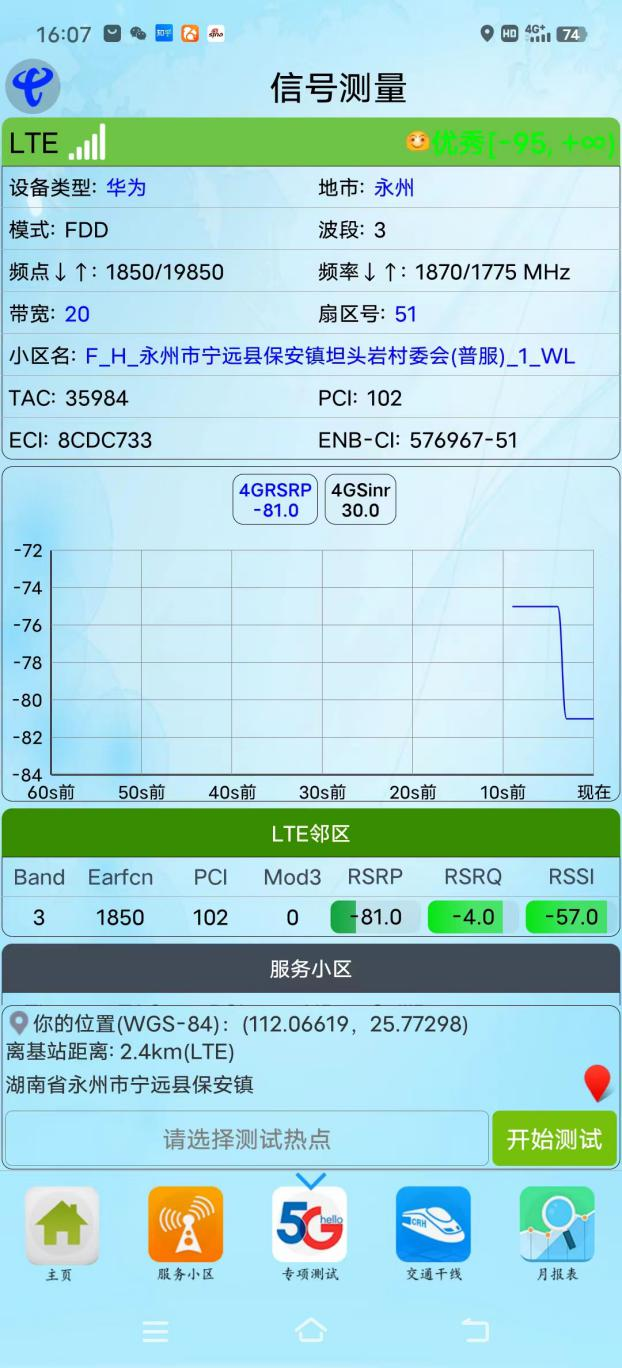 16:07 知乎 sina HD 4G+ 74
信号测量
LTE 优秀[-95, +∞)
设备类型: 华为 地市: 永州
模式: FDD 波段: 3
频点↓↑: 1850/19850 频率↓↑: 1870/1775 MHz
带宽: 20 扇区号: 51
小区名: F_H_永州市宁远县保安镇坦头岩村委会(普服)_1_WL
TAC: 35984 PCI: 102
ECI: 8CDC733 ENB-CI: 576967-51
4GRSRP 4GSinr
-81.0 30.0
-72
-74
-76
-78
-80
-82
-84
60s前 50s前 40s前 30s前 20s前 10s前 现在
LTE邻区
Band Earfcn PCI Mod3 RSRP RSRQ RSSI
3 1850 102 0 -81.0 -4.0 -57.0
服务小区
你的位置(WGS-84)：(112.06619，25.77298)
离基站距离: 2.4km(LTE)
湖南省永州市宁远县保安镇
请选择测试热点 开始测试
5G hello CRH
主页 服务小区 专项测试 交通干线 月报表